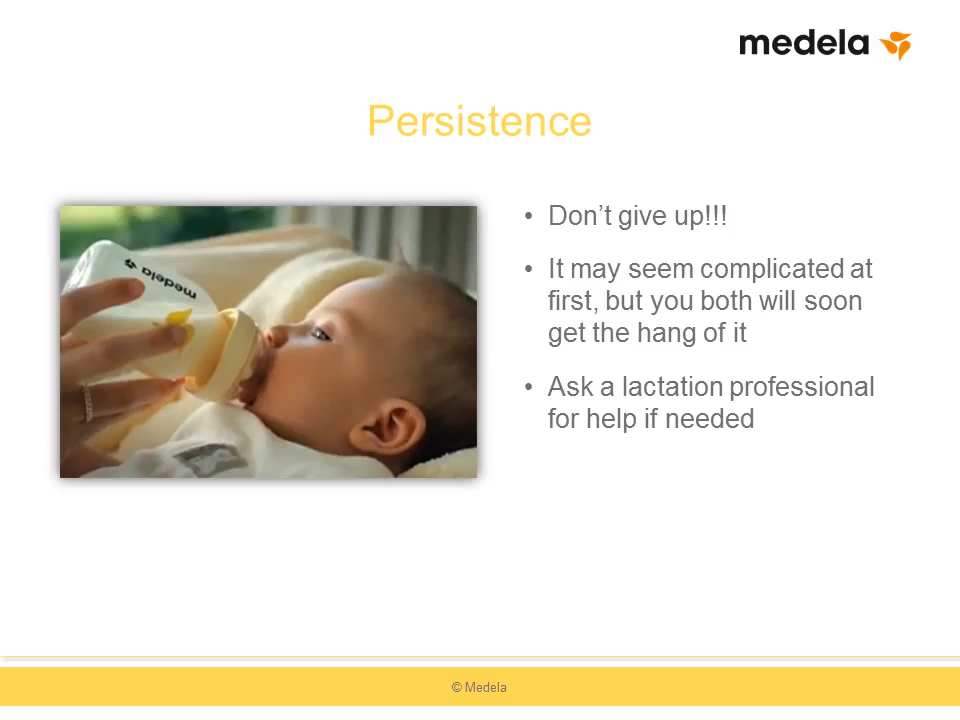 medela
Persistence
medela
• Don’t give up!!!
• It may seem complicated at
first, but you both will soon
get the hang of it
• Ask a lactation professional
for help if needed
© Medela